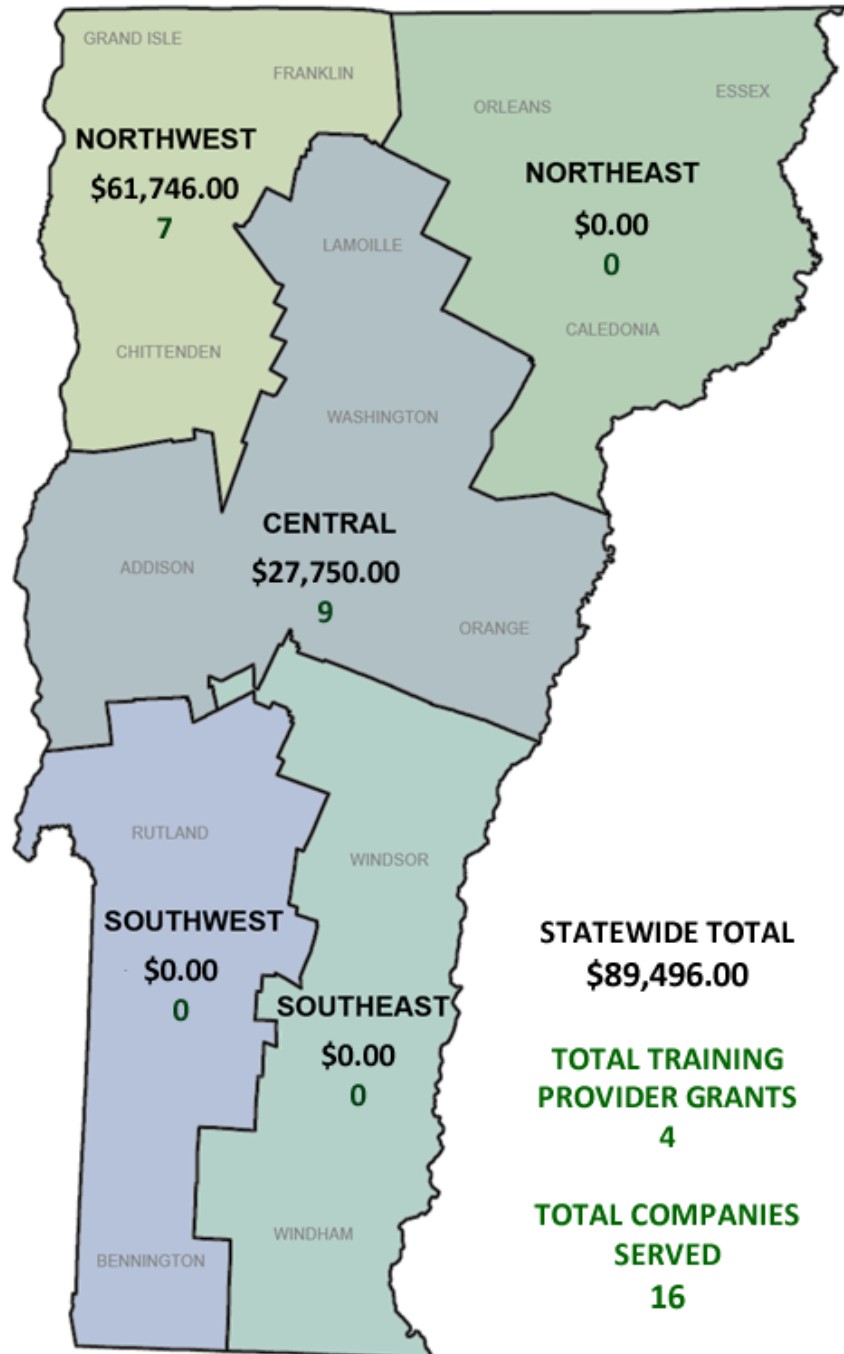 GRAND ISLE
FRANKLIN
NORTHWEST
$61,746.00
7
CHITTENDEN
ORLEANS
ESSEX
NORTHEAST
$0.00
0
CALEDONIA
LAMOILLE
WASHINGTON
CENTRAL
$27,750.00
9
ADDISON
ORANGE
RUTLAND
SOUTHWEST
$0.00
0
BENNINGTON
WINDSOR
SOUTHEAST
$0.00
0
WINDHAM
STATEWIDE TOTAL
$89,496.00
TOTAL TRAINING
PROVIDER GRANTS
4
TOTAL COMPANIES
SERVED
16